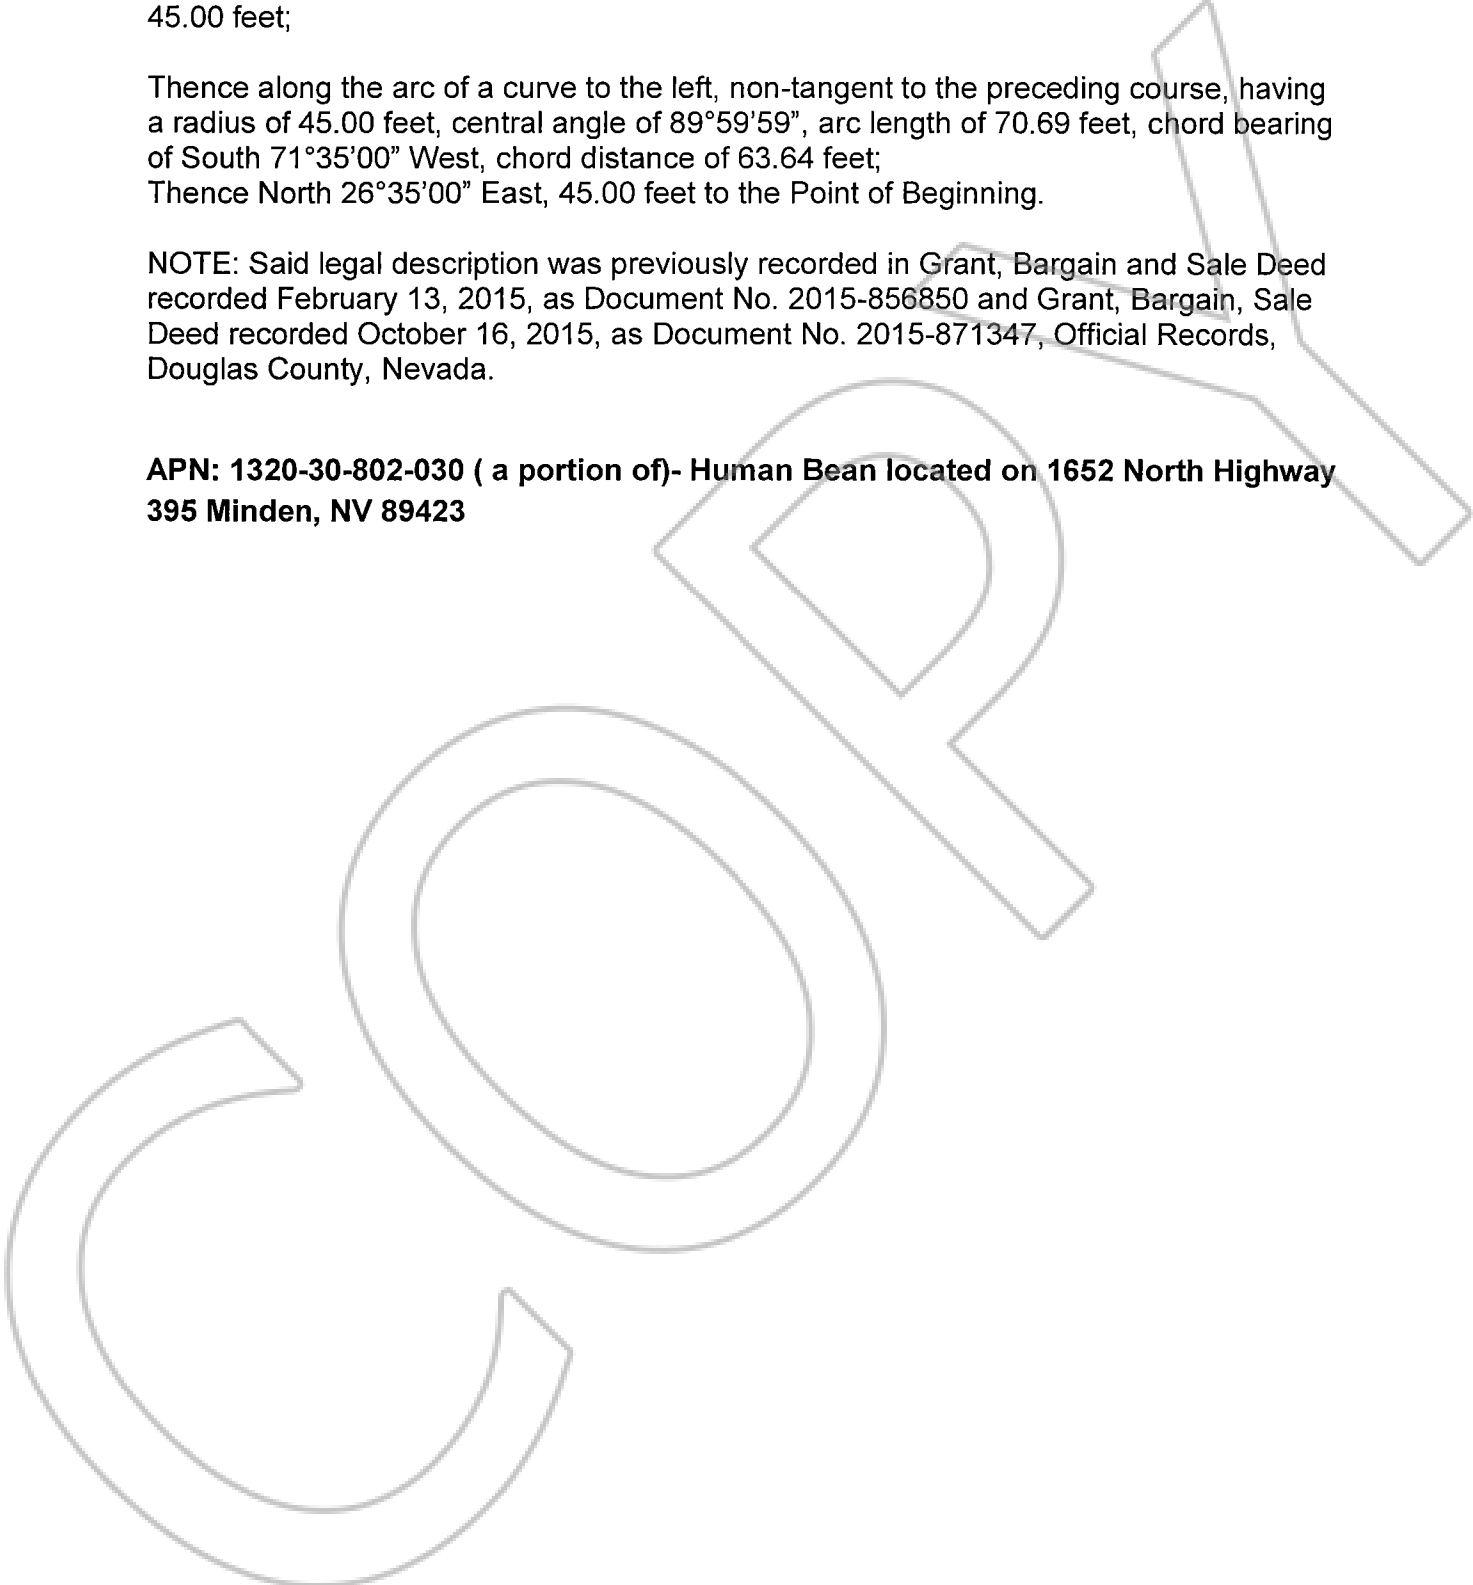 45.00 feet;
Thence along the arc of a curve to the left, non-tangent to the preceding course, having
a radius of 45.00 feet, central angle of 89°59’59”, arc length of 70.69 feet, chord bearing
of South 71°35’00” West, chord distance of 63.64 feet;
Thence North 26°35’00” East, 45.00 feet to the Point of Beginning.
NOTE: Said legal description was previously recorded in Grant, Bargain and Sale Deed
recorded February 13, 2015, as Document No. 2015-856850 and Grant, Bargain, Sale
Deed recorded October 16, 2015, as Document No. 2015-871347, Official Records,
Douglas County, Nevada.
APN: 1320-30-802-030 ( a portion of)- Human Bean located on 1652 North Highway
395 Minden, NV 89423
COPY